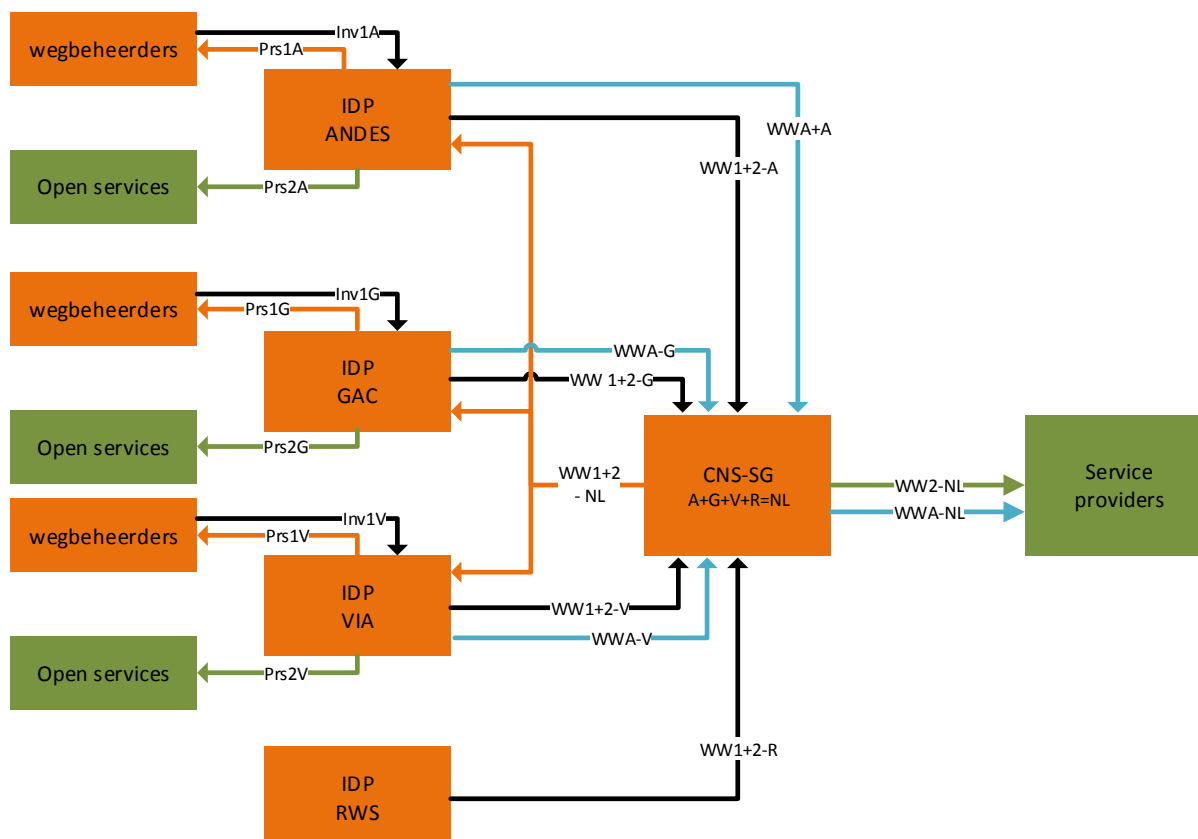 wegbeheerders
Inv1A
Prs1A
IDP
ANDES
WWA+A
WW1+2-A
Open services
Prs2A
wegbeheerders
Inv1G
Prs1G
IDP
GAC
WWA-G
WW 1+2-G
Open services
Prs2G
WW1+2
- NL
CNS-SG
A+G+V+R=NL
WW2-NL
WWA-NL
Service
providers
wegbeheerders
Inv1V
Prs1V
IDP
VIA
WW1+2-V
WWA-V
Open services
Prs2V
WW1+2-R
IDP
RWS